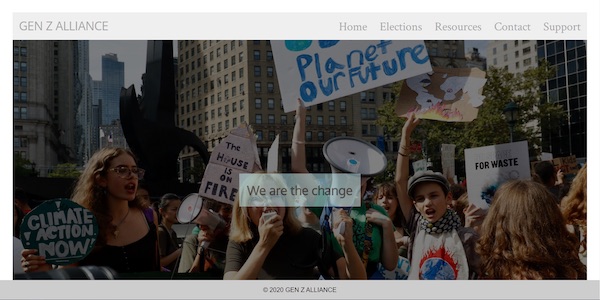 GEN Z ALLIANCE
Home Elections Resources Contact Support
Planet
our Future
The
HOUSE
IS ON
FIRE
FOR WASTE
We are the change
CLIMATE
ACTION
NOW!
© 2020 GEN Z ALLIANCE.